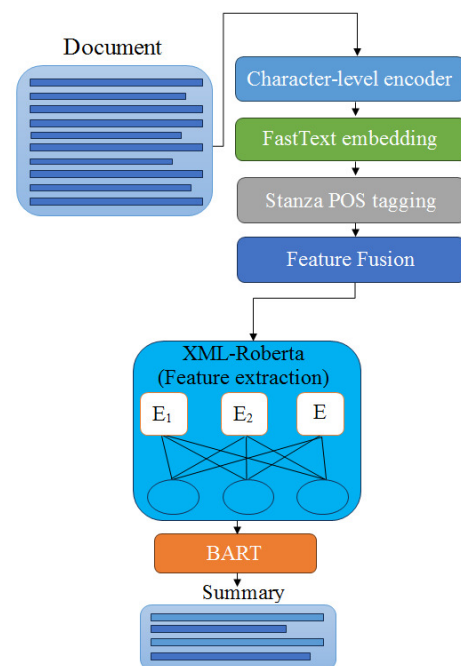 Document
Character-level encoder
FastText embedding
Stanza POS tagging
Feature Fusion
XML-Roberta
(Feature extraction)
E₁ E₂ E
BART
Summary